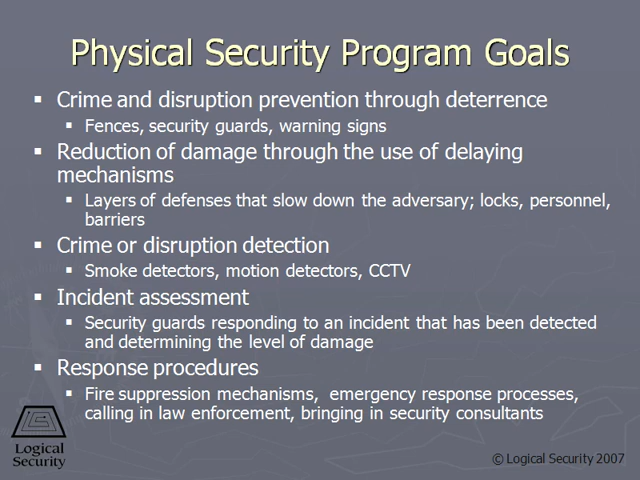 Physical Security Program Goals
Crime and disruption prevention through deterrence
Fences, security guards, warning signs
Reduction of damage through the use of delaying
mechanisms
Layers of defenses that slow down the adversary; locks, personnel,
barriers
Crime or disruption detection
Smoke detectors, motion detectors, CCTV
Incident assessment
Security guards responding to an incident that has been detected
and determining the level of damage
Response procedures
Fire suppression mechanisms, emergency response processes,
calling in law enforcement, bringing in security consultants
Logical
Security
© Logical Security 2007